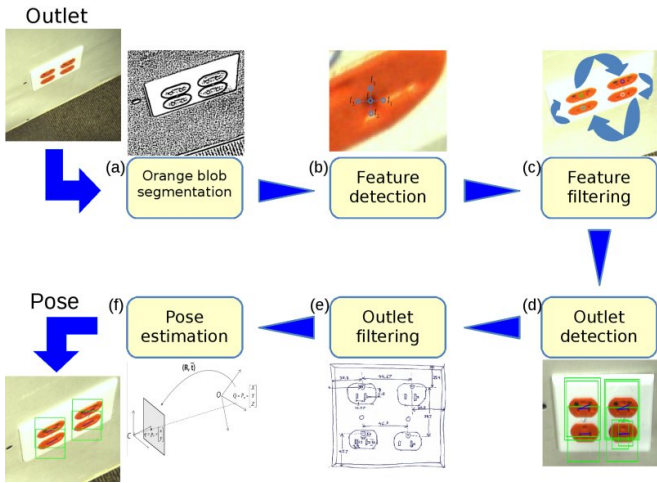 Outlet
(a)
Orange blob
segmentation
(b)
Feature
detection
(c)
Feature
filtering
Pose
(f)
Pose
estimation
(e)
Outlet
filtering
(d)
Outlet
detection
C
O